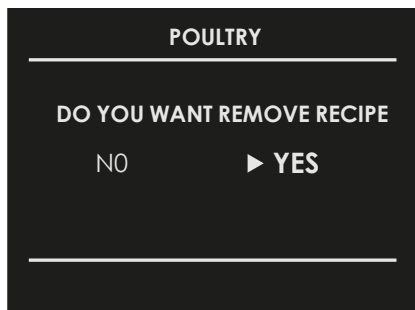 POULTRY
DO YOU WANT REMOVE RECIPE
N0 ▶ YES